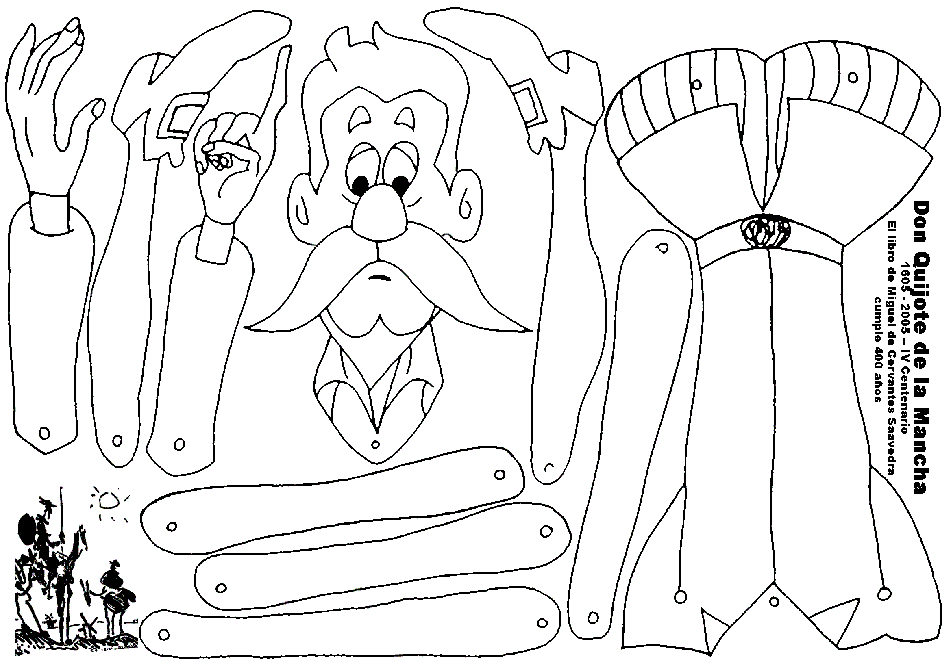 Don Quijote de la Mancha
1605 - 2005 – IV Centenario
El libro de Miguel de Cervantes Saavedra
cumple 400 años